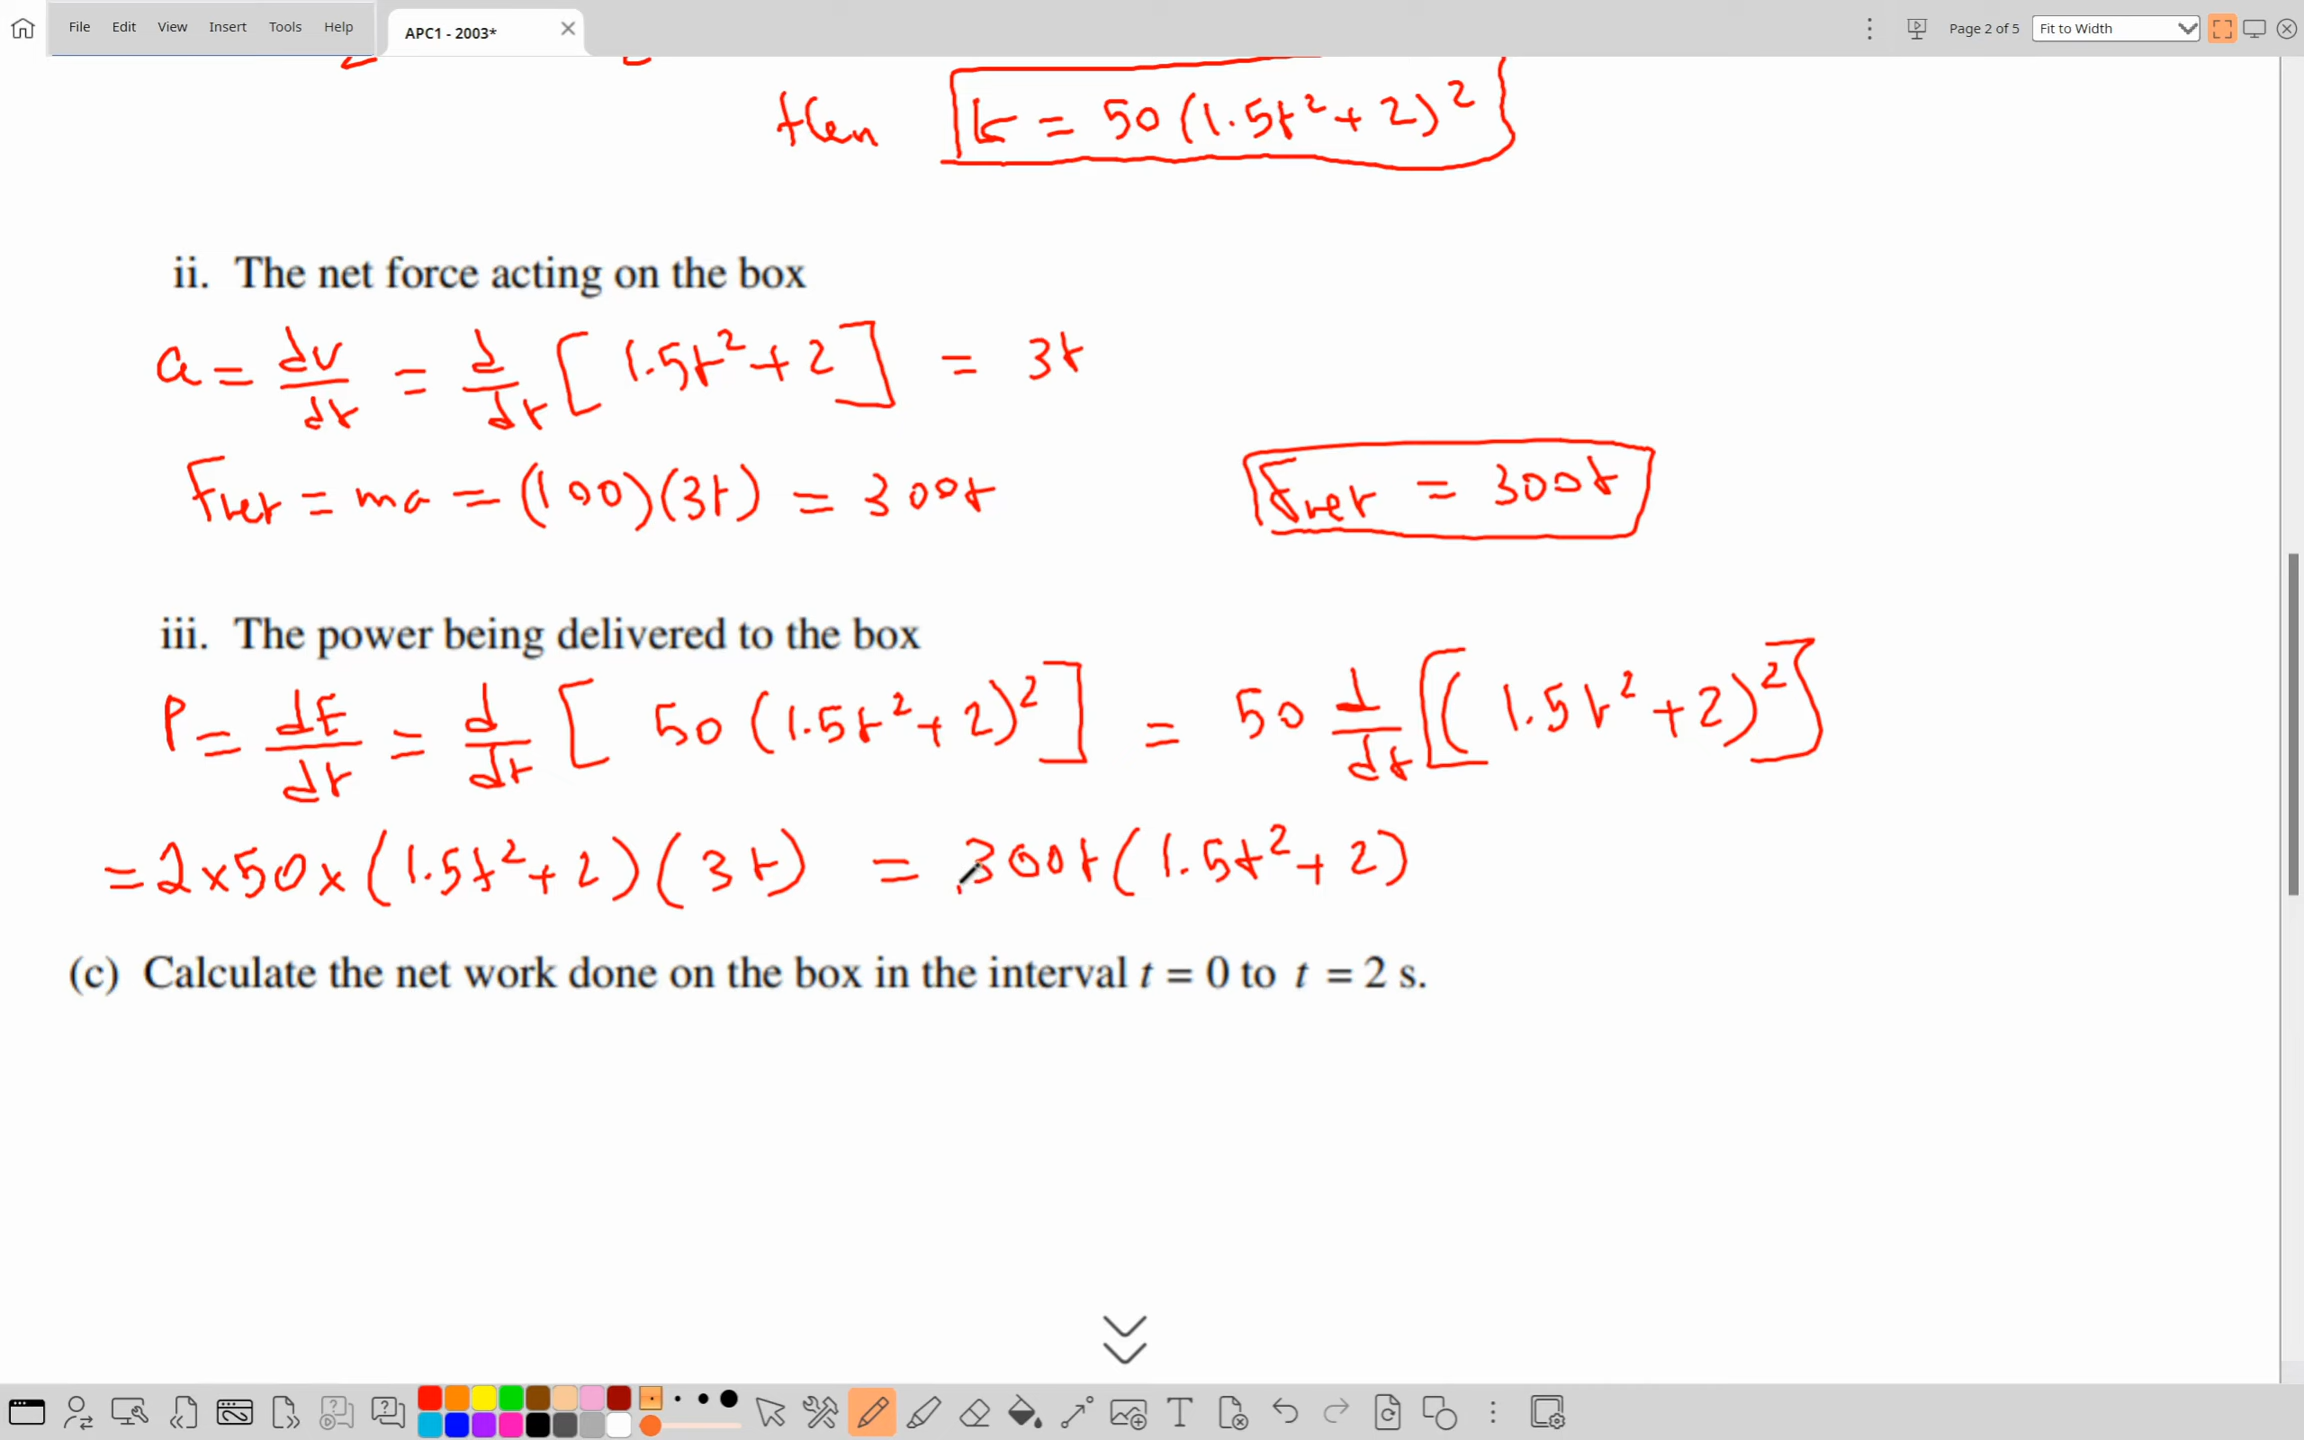 File Edit View Insert Tools Help APC1 - 2003* Page 2 of 5 Fit to Width
then K = 50(1.5t²+2)²
ii. The net force acting on the box
a = dv/dt = d/dt [1.5t²+2] = 3t
Fnet = ma = (100)(3t) = 300t
Fnet = 300t
iii. The power being delivered to the box
P = dE/dt = d/dt [50(1.5t²+2)²] = 50 d/dt [(1.5t²+2)²]
= 2×50×(1.5t²+2)(3t) = 300t(1.5t²+2)
(c) Calculate the net work done on the box in the interval t = 0 to t = 2 s.